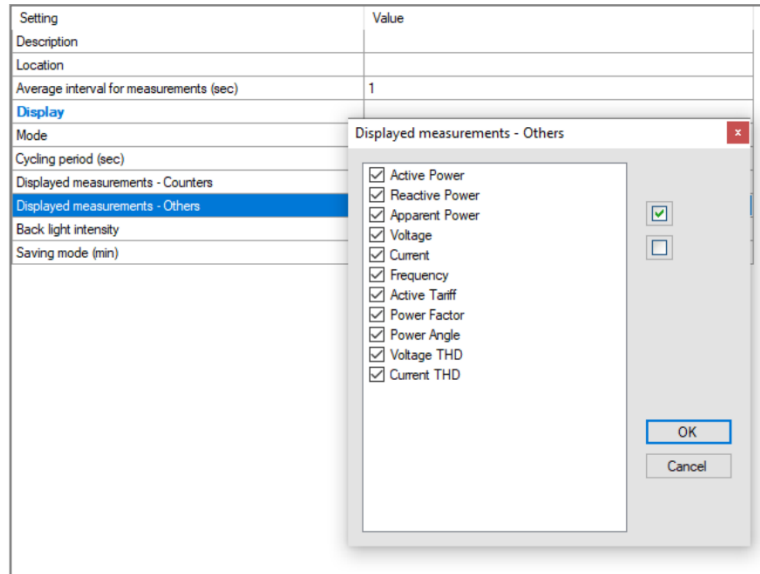 Setting Value
Description
Location
Average interval for measurements (sec) 1
Display
Mode
Cycling period (sec)
Displayed measurements - Counters
Displayed measurements - Others
Back light intensity
Saving mode (min)
Displayed measurements - Others x
Active Power
Reactive Power
Apparent Power
Voltage
Current
Frequency
Active Tariff
Power Factor
Power Angle
Voltage THD
Current THD
OK
Cancel